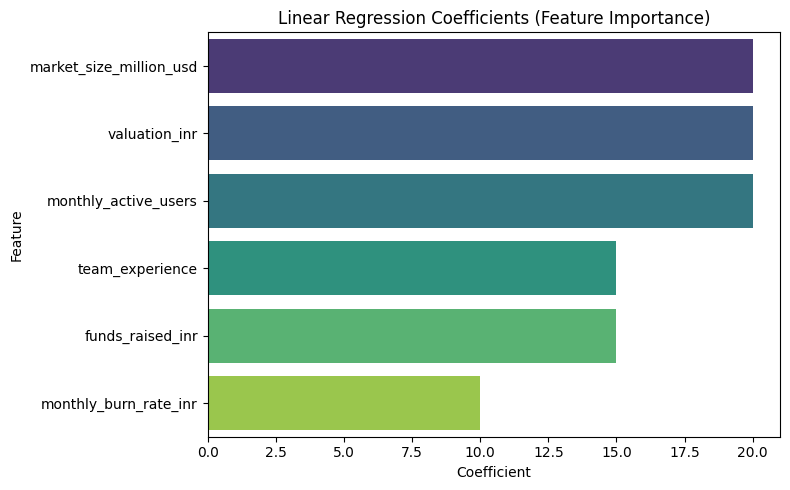 Linear Regression Coefficients (Feature Importance)
market_size_million_usd
valuation_inr
monthly_active_users
team_experience
funds_raised_inr
monthly_burn_rate_inr
Feature
0.0 2.5 5.0 7.5 10.0 12.5 15.0 17.5 20.0
Coefficient